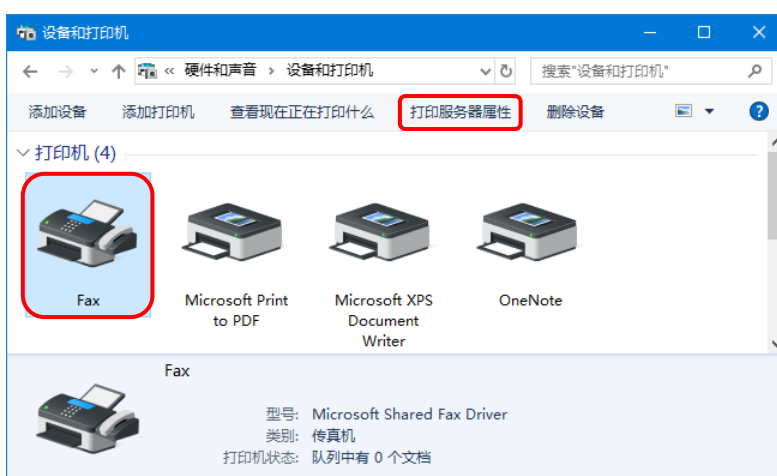 设备和打印机
« 硬件和声音 › 设备和打印机
搜索"设备和打印机"
添加设备 添加打印机 查看现在正在打印什么 打印服务器属性 删除设备
打印机 (4)
Fax
Microsoft Print
to PDF
Microsoft XPS
Document
Writer
OneNote
Fax
型号: Microsoft Shared Fax Driver
类别: 传真机
打印机状态: 队列中有 0 个文档